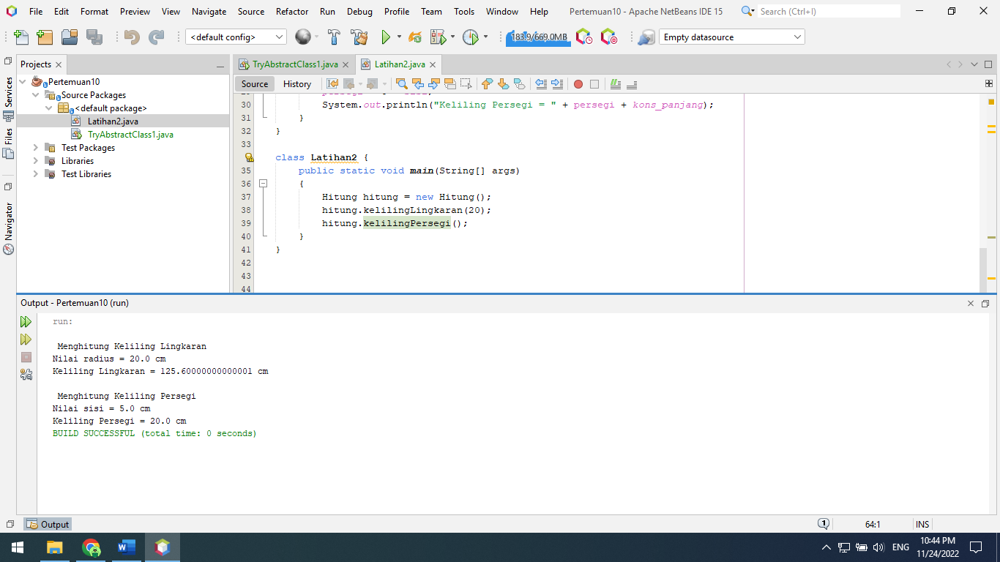 File Edit Format Preview View Navigate Source Refactor Run Debug Profile Team Tools Window Help Pertemuan10 - Apache NetBeans IDE 15 Search (Ctrl+I)
<default config> 183.9/669.0MB Empty datasource
Projects
TryAbstractClass1.java Latihan2.java
Source History
Services
Files
Navigator
Pertemuan10
Source Packages
<default package>
Latihan2.java
TryAbstractClass1.java
Test Packages
Libraries
Test Libraries
30 System.out.println("Keliling Persegi = " + persegi + kons_panjang);
31 }
32 }
33
class Latihan2 {
35 public static void main(String[] args)
36 {
37 Hitung hitung = new Hitung();
38 hitung.kelilingLingkaran(20);
39 hitung.kelilingPersegi();
40 }
41 }
42
43
44
Output - Pertemuan10 (run)
run:
Menghitung Keliling Lingkaran
Nilai radius = 20.0 cm
Keliling Lingkaran = 125.60000000000001 cm
Menghitung Keliling Persegi
Nilai sisi = 5.0 cm
Keliling Persegi = 20.0 cm
BUILD SUCCESSFUL (total time: 0 seconds)
Output 1 64:1 INS
ENG 10:44 PM
11/24/2022